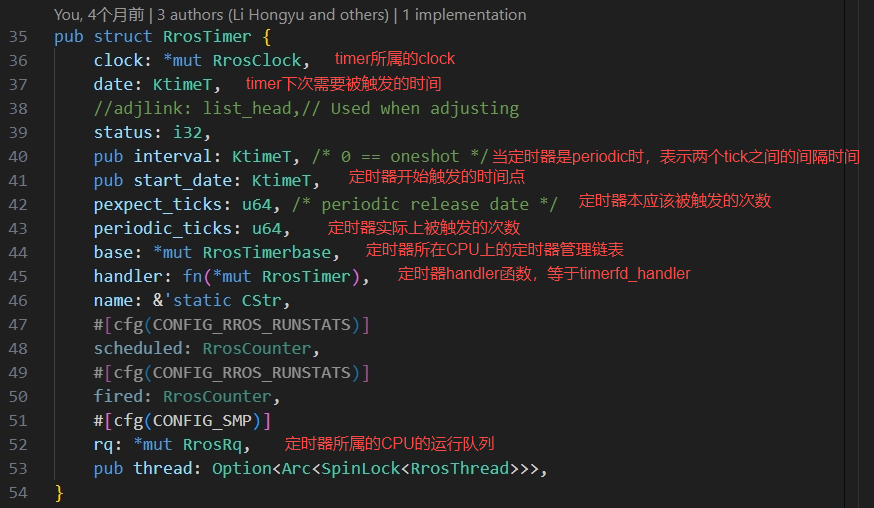 You, 4个月前 | 3 authors (Li Hongyu and others) | 1 implementation
35 pub struct RrosTimer {
36 clock: *mut RrosClock, timer所属的clock
37 date: KtimeT, timer下次需要被触发的时间
38 //adjlink: list_head,// Used when adjusting
39 status: i32,
40 pub interval: KtimeT, /* 0 == oneshot */ 当定时器是periodic时，表示两个tick之间的间隔时间
41 pub start_date: KtimeT, 定时器开始触发的时间点
42 pexpect_ticks: u64, /* periodic release date */ 定时器本应该被触发的次数
43 periodic_ticks: u64, 定时器实际上被触发的次数
44 base: *mut RrosTimerbase, 定时器所在CPU上的定时器管理链表
45 handler: fn(*mut RrosTimer), 定时器handler函数，等于timerfd_handler
46 name: &'static CStr,
47 #[cfg(CONFIG_RROS_RUNSTATS)]
48 scheduled: RrosCounter,
49 #[cfg(CONFIG_RROS_RUNSTATS)]
50 fired: RrosCounter,
51 #[cfg(CONFIG_SMP)]
52 rq: *mut RrosRq, 定时器所属的CPU的运行队列
53 pub thread: Option<Arc<SpinLock<RrosThread>>>,
54 }